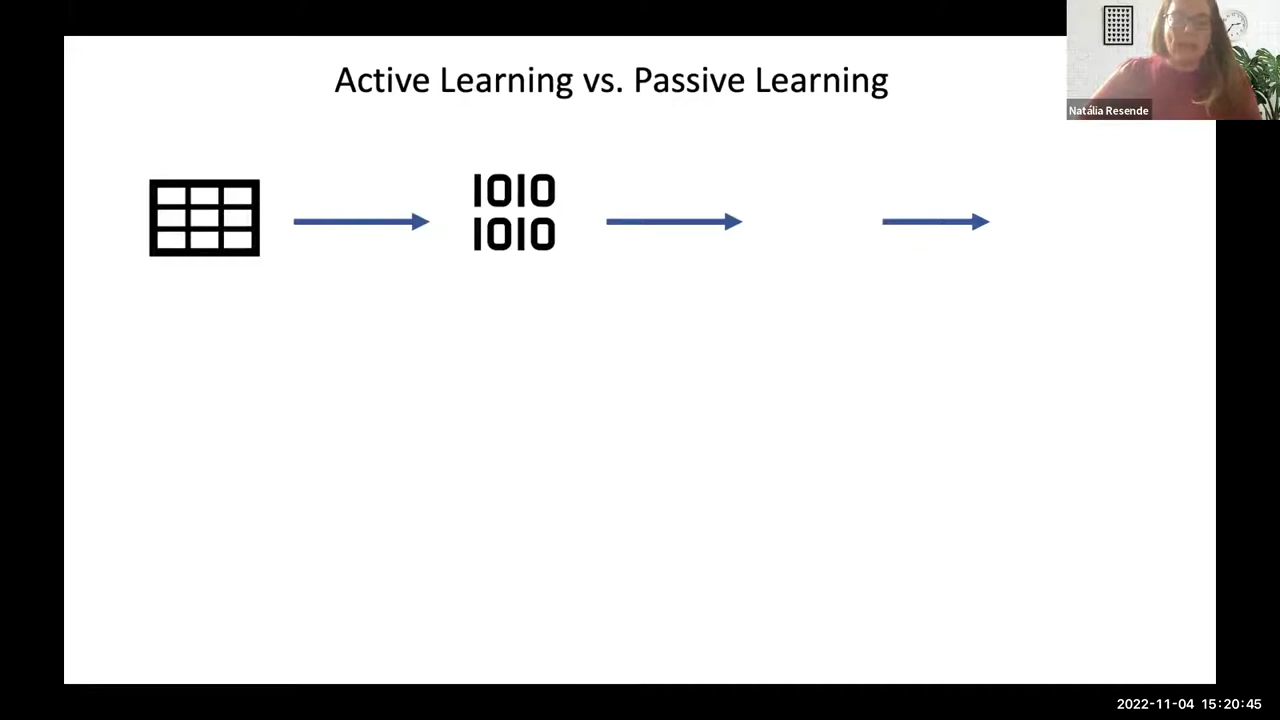 Active Learning vs. Passive Learning
Natália Resende
1010
1010
2022-11-04 15:20:45